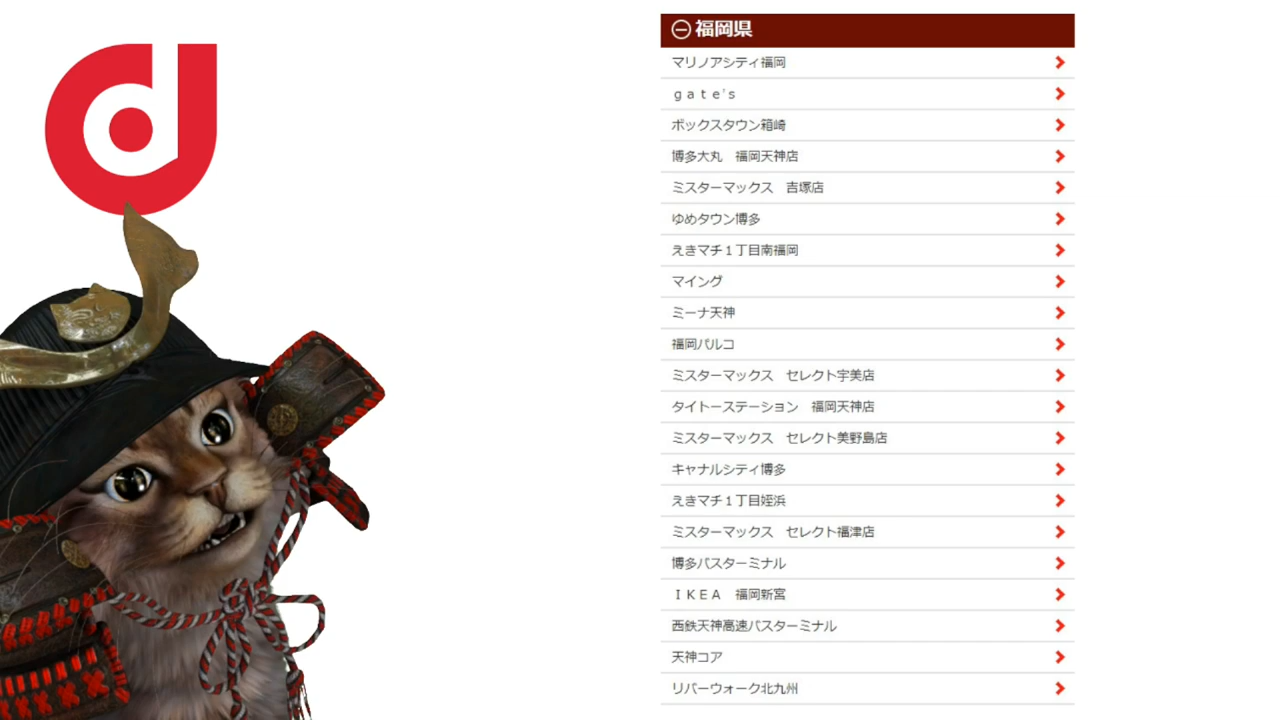 福岡県
マリノアシティ福岡
ｇａｔｅ’ｓ
ボックスタウン箱崎
博多大丸　福岡天神店
ミスターマックス　吉塚店
ゆめタウン博多
えきマチ１丁目南福岡
マイング
ミーナ天神
福岡パルコ
ミスターマックス　セレクト宇美店
タイトーステーション　福岡天神店
ミスターマックス　セレクト美野島店
キャナルシティ博多
えきマチ１丁目姪浜
ミスターマックス　セレクト福津店
博多バスターミナル
ＩＫＥＡ　福岡新宮
西鉄天神高速バスターミナル
天神コア
リバーウォーク北九州